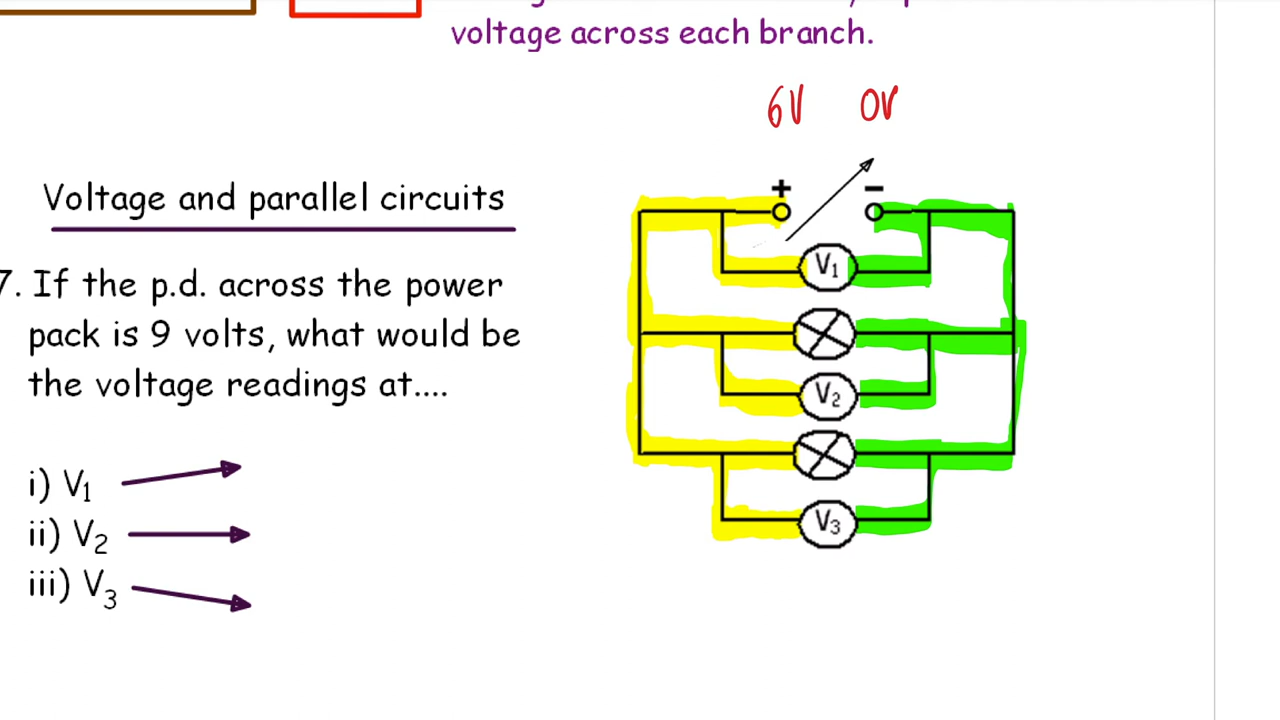 voltage across each branch.
6V 0V
+ -
Voltage and parallel circuits
V1
7. If the p.d. across the power
pack is 9 volts, what would be
the voltage readings at....
V2
i) V1
ii) V2
V3
iii) V3